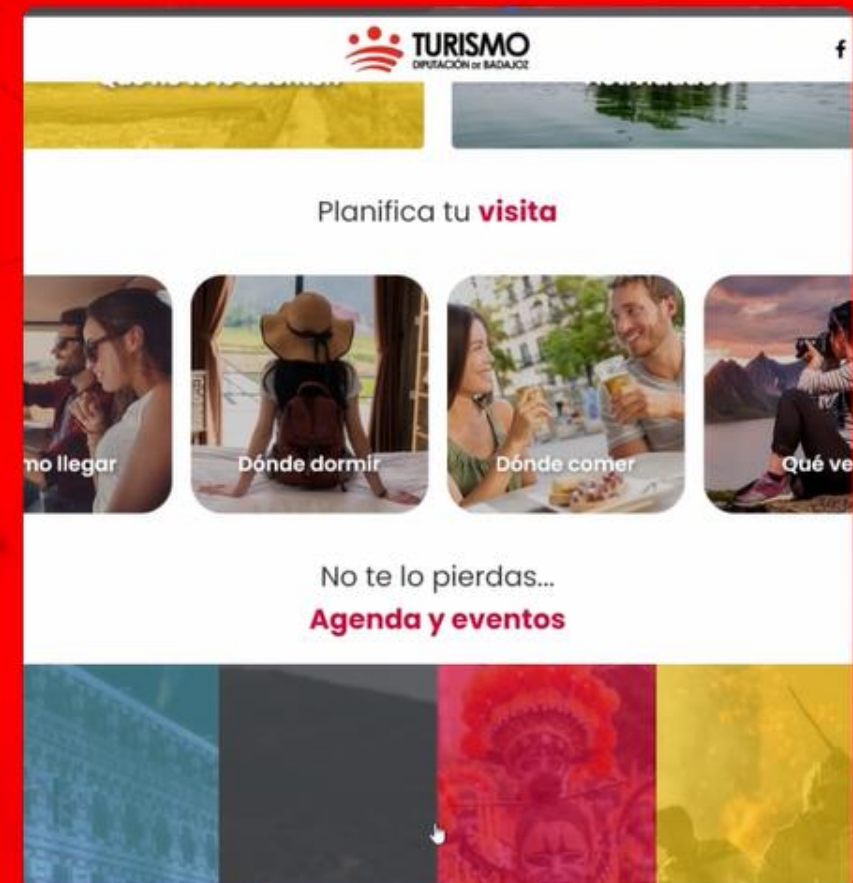 TURISMO
DIPUTACIÓN DE BADAJOZ
f
Planifica tu visita
mo llegar
Dónde dormir
Dónde comer
Qué ve
No te lo pierdas...
Agenda y eventos